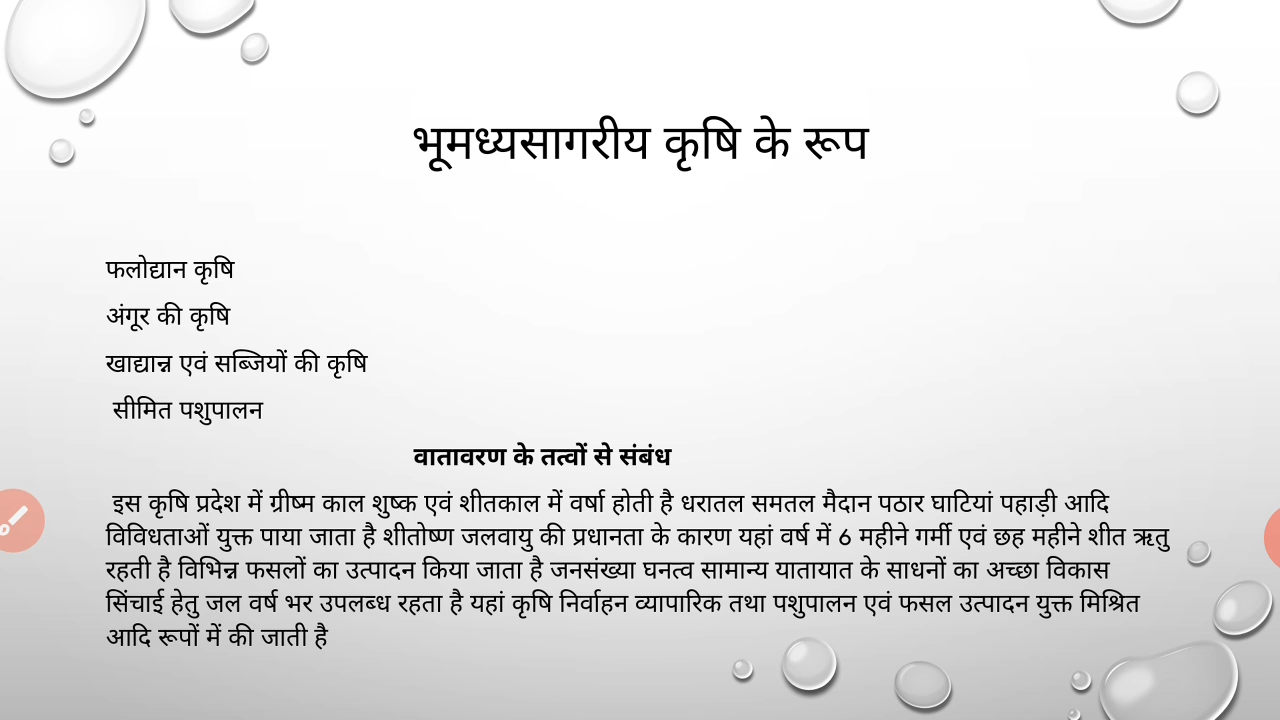 भूमध्यसागरीय कृषि के रूप
फलोद्यान कृषि
अंगूर की कृषि
खाद्यान्न एवं सब्जियों की कृषि
सीमित पशुपालन
वातावरण के तत्वों से संबंध
इस कृषि प्रदेश में ग्रीष्म काल शुष्क एवं शीतकाल में वर्षा होती है धरातल समतल मैदान पठार घाटियां पहाड़ी आदि
विविधताओं युक्त पाया जाता है शीतोष्ण जलवायु की प्रधानता के कारण यहां वर्ष में 6 महीने गर्मी एवं छह महीने शीत ऋतु
रहती है विभिन्न फसलों का उत्पादन किया जाता है जनसंख्या घनत्व सामान्य यातायात के साधनों का अच्छा विकास
सिंचाई हेतु जल वर्ष भर उपलब्ध रहता है यहां कृषि निर्वाहन व्यापारिक तथा पशुपालन एवं फसल उत्पादन युक्त मिश्रित
आदि रूपों में की जाती है